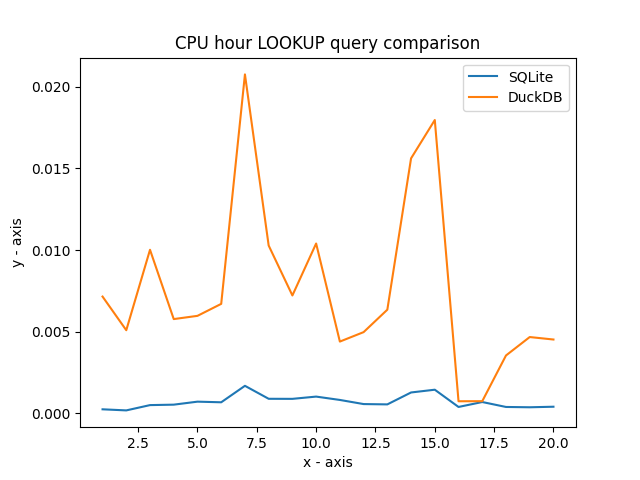 CPU hour LOOKUP query comparison
SQLite
DuckDB
0.020
0.015
0.010
0.005
0.000
y - axis
2.5 5.0 7.5 10.0 12.5 15.0 17.5 20.0
x - axis